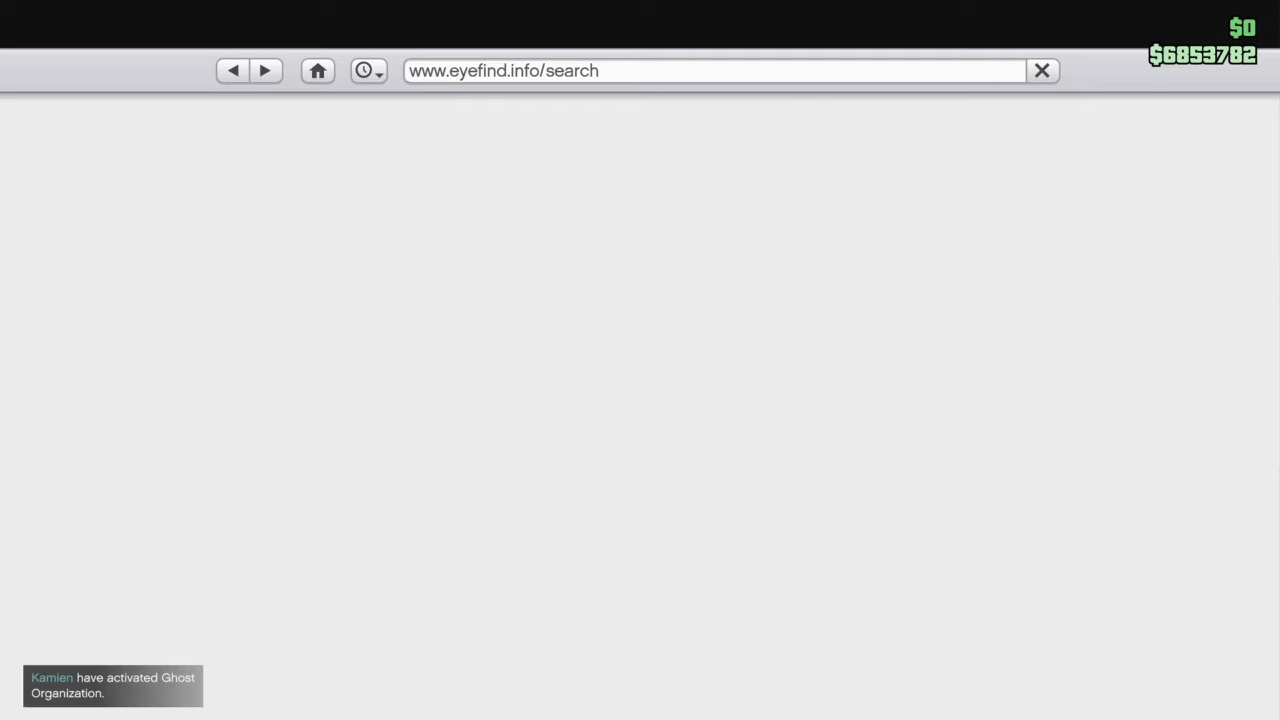 $0
$6853782
www.eyefind.info/search
Kamien have activated Ghost
Organization.